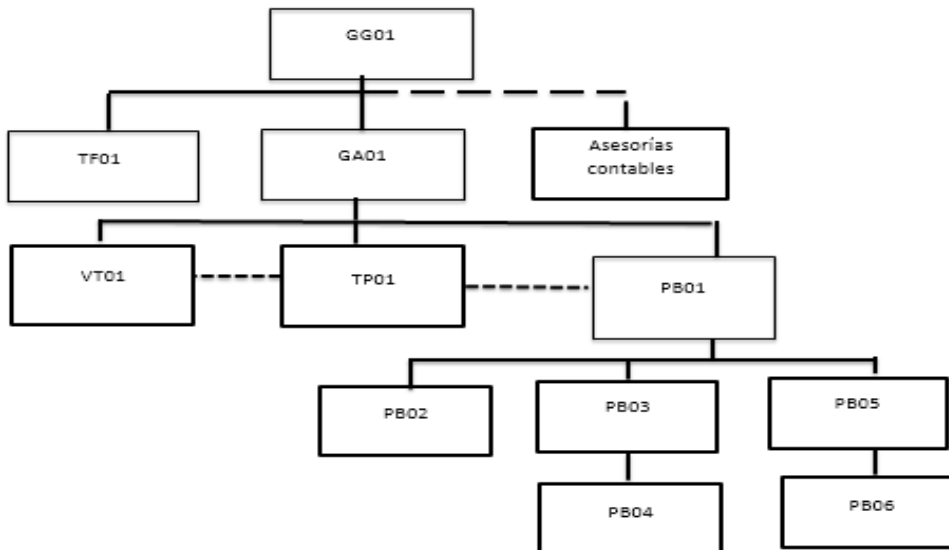 GG01
TF01
GA01
Asesorías
contables
VT01
TP01
PB01
PB02
PB03
PB05
PB04
PB06